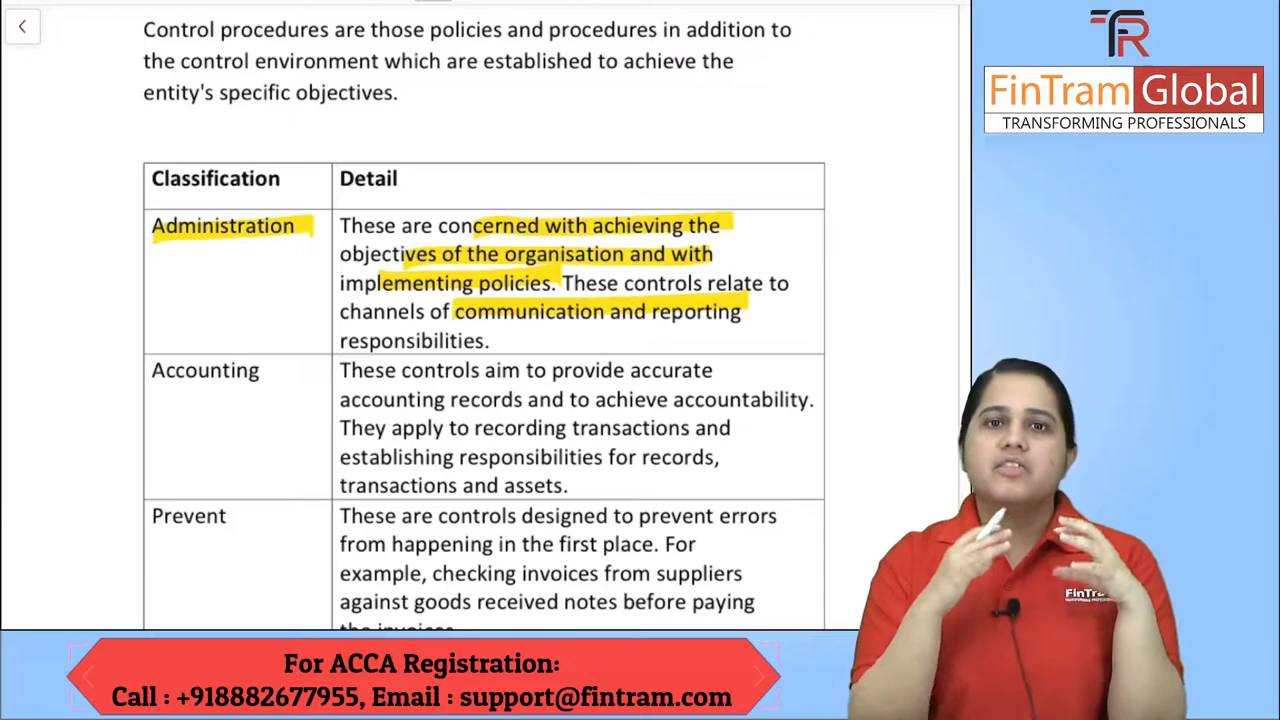 Control procedures are those policies and procedures in addition to
the control environment which are established to achieve the
entity's specific objectives.
Classification
Detail
Administration
These are concerned with achieving the
objectives of the organisation and with
implementing policies. These controls relate to
channels of communication and reporting
responsibilities.
Accounting
These controls aim to provide accurate
accounting records and to achieve accountability.
They apply to recording transactions and
establishing responsibilities for records,
transactions and assets.
Prevent
These are controls designed to prevent errors
from happening in the first place. For
example, checking invoices from suppliers
against goods received notes before paying
the invoices.
TR
FinTram Global
TRANSFORMING PROFESSIONALS
FinTra
For ACCA Registration:
Call : +918882677955, Email : support@fintram.com